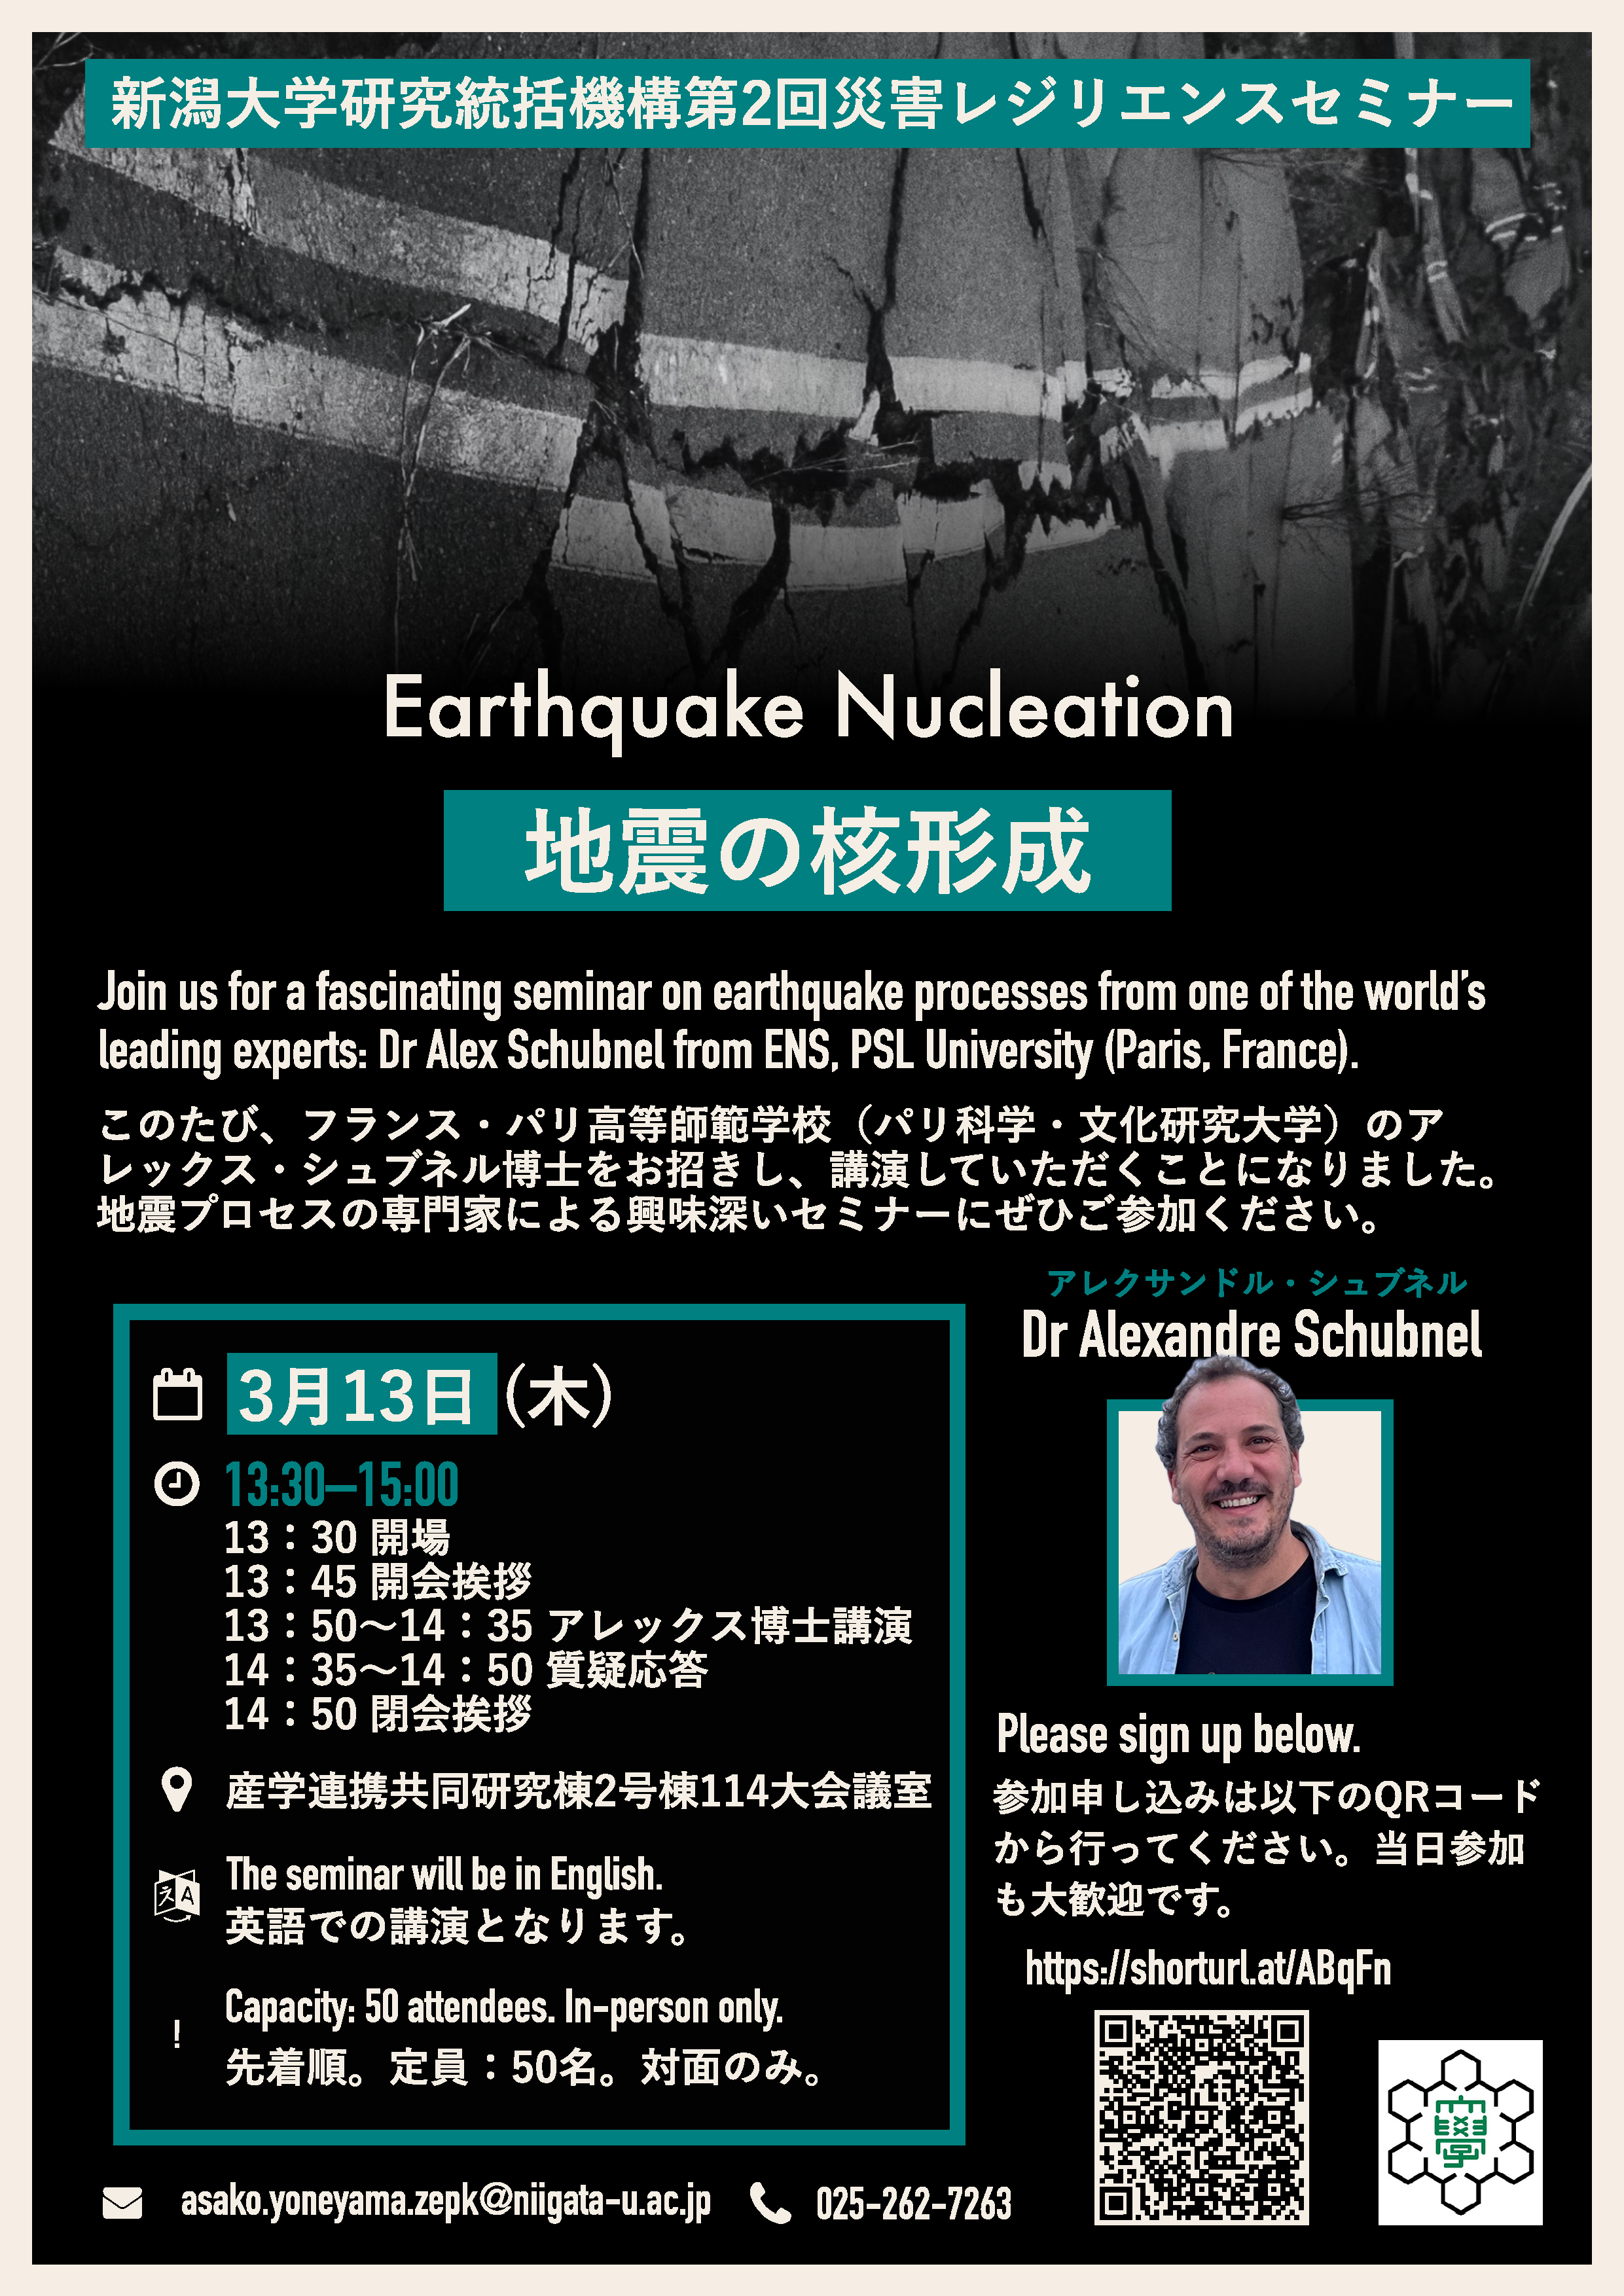 新潟大学研究統括機構第2回災害レジリエンスセミナー
Earthquake Nucleation
地震の核形成
Join us for a fascinating seminar on earthquake processes from one of the world's
leading experts: Dr Alex Schubnel from ENS, PSL University (Paris, France).
このたび、フランス・パリ高等師範学校（パリ科学・文化研究大学）のア
レックス・シュブネル博士をお招きし、講演していただくことになりました。
地震プロセスの専門家による興味深いセミナーにぜひご参加ください。
3月13日 (木)
13:30–15:00
13：30 開場
13：45 開会挨拶
13：50～14：35 アレックス博士講演
14：35～14：50 質疑応答
14：50 閉会挨拶
産学連携共同研究棟2号棟114大会議室
The seminar will be in English.
英語での講演となります。
Capacity: 50 attendees. In-person only.
!
先着順。定員：50名。対面のみ。
アレクサンドル・シュブネル
Dr Alexandre Schubnel
Please sign up below.
参加申し込みは以下のQRコード
から行ってください。当日参加
も大歓迎です。
https://shorturl.at/ABqFn
asako.yoneyama.zepk@niigata-u.ac.jp
025-262-7263